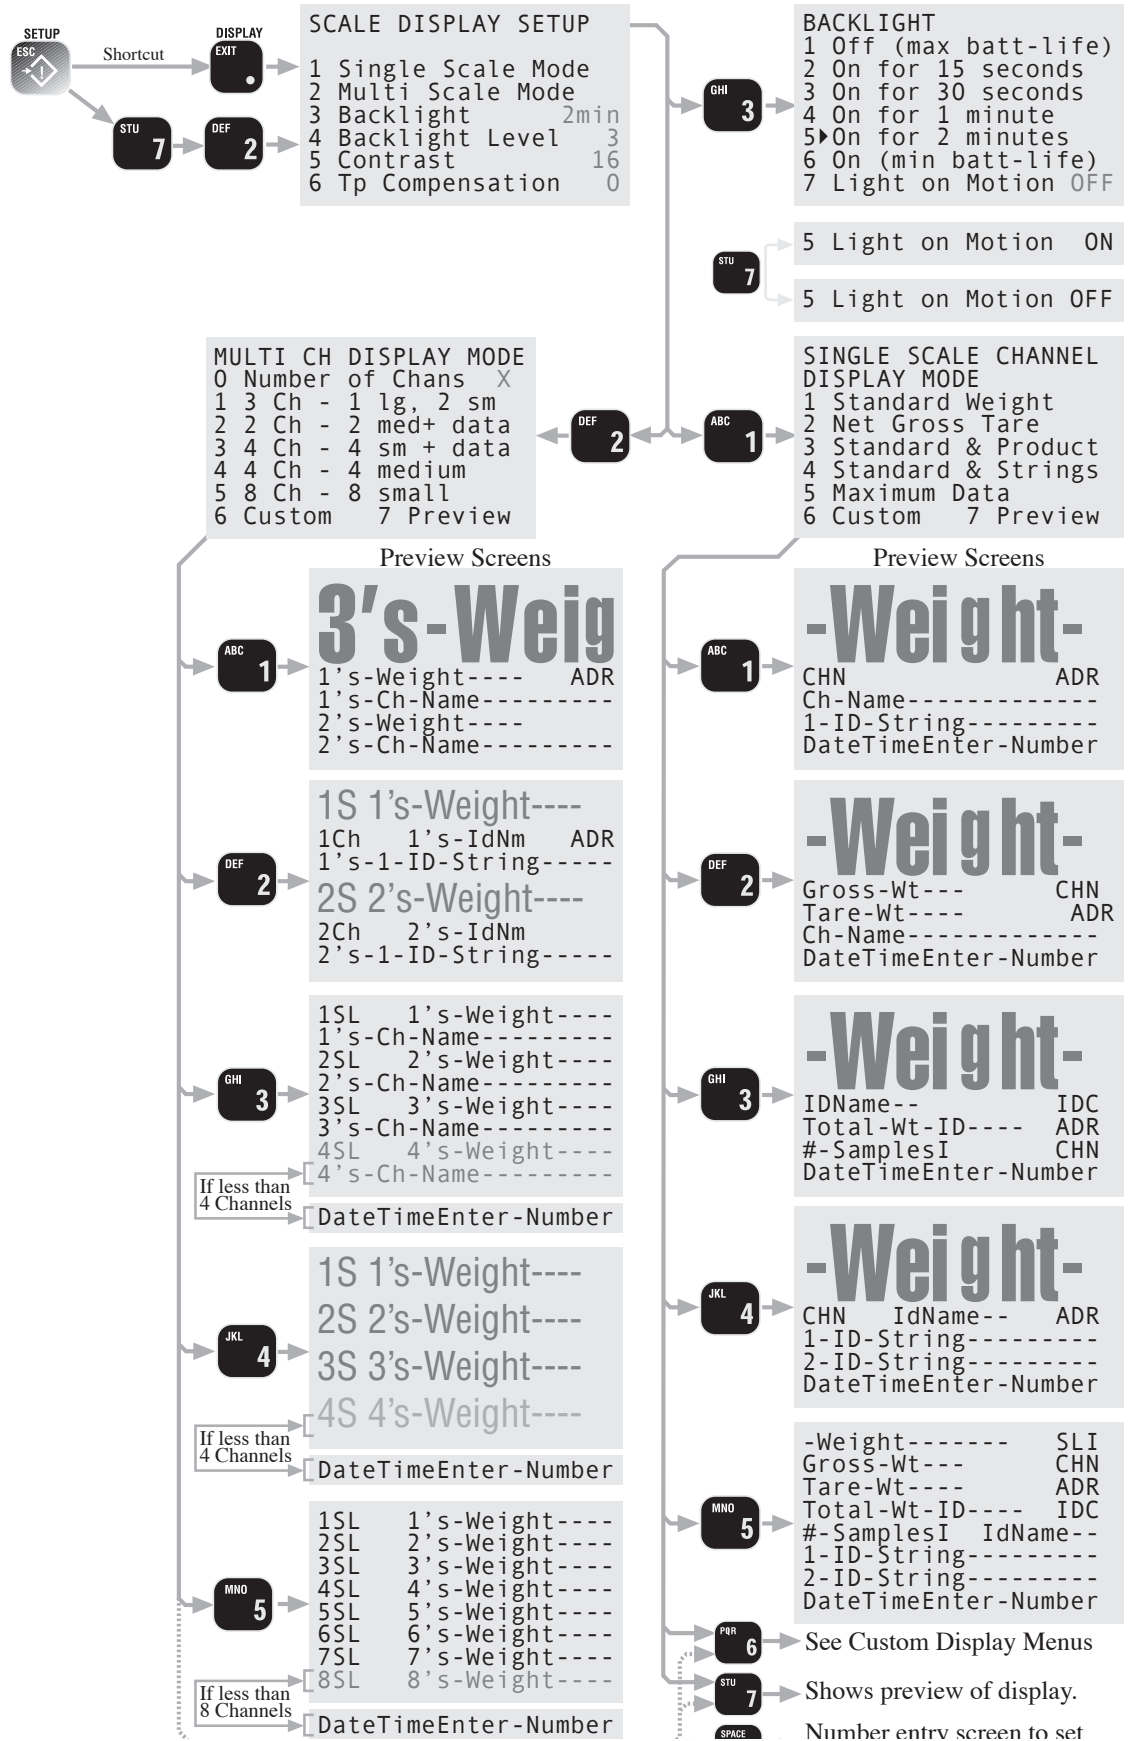 SETUP
ESC
Shortcut
DISPLAY
EXIT
STU
7
DEF
2
SCALE DISPLAY SETUP
1 Single Scale Mode
2 Multi Scale Mode
3 Backlight 2min
4 Backlight Level 3
5 Contrast 16
6 Tp Compensation 0
GHI
3
BACKLIGHT
1 Off (max batt-life)
2 On for 15 seconds
3 On for 30 seconds
4 On for 1 minute
5▶On for 2 minutes
6 On (min batt-life)
7 Light on Motion OFF
STU
7
5 Light on Motion ON
5 Light on Motion OFF
MULTI CH DISPLAY MODE
0 Number of Chans X
1 3 Ch - 1 lg, 2 sm
2 2 Ch - 2 med+ data
3 4 Ch - 4 sm + data
4 4 Ch - 4 medium
5 8 Ch - 8 small
6 Custom 7 Preview
DEF
2
ABC
1
SINGLE SCALE CHANNEL
DISPLAY MODE
1 Standard Weight
2 Net Gross Tare
3 Standard & Product
4 Standard & Strings
5 Maximum Data
6 Custom 7 Preview
Preview Screens
ABC
1
3's-Weig
1's-Weight---- ADR
1's-Ch-Name---------
2's-Weight----
2's-Ch-Name---------
DEF
2
1S 1's-Weight----
1Ch 1's-IdNm ADR
1's-1-ID-String-----
2S 2's-Weight----
2Ch 2's-IdNm
2's-1-ID-String-----
GHI
3
1SL 1's-Weight----
1's-Ch-Name---------
2SL 2's-Weight----
2's-Ch-Name---------
3SL 3's-Weight----
3's-Ch-Name---------
4SL 4's-Weight----
4's-Ch-Name---------
If less than
4 Channels
DateTimeEnter-Number
JKL
4
1S 1's-Weight----
2S 2's-Weight----
3S 3's-Weight----
4S 4's-Weight----
If less than
4 Channels
DateTimeEnter-Number
MNO
5
1SL 1's-Weight----
2SL 2's-Weight----
3SL 3's-Weight----
4SL 4's-Weight----
5SL 5's-Weight----
6SL 6's-Weight----
7SL 7's-Weight----
8SL 8's-Weight----
If less than
8 Channels
DateTimeEnter-Number
Preview Screens
ABC
1
-Weight-
CHN ADR
Ch-Name-------------
1-ID-String---------
DateTimeEnter-Number
DEF
2
-Weight-
Gross-Wt--- CHN
Tare-Wt---- ADR
Ch-Name-------------
DateTimeEnter-Number
GHI
3
-Weight-
IDName-- IDC
Total-Wt-ID---- ADR
#-SamplesI CHN
DateTimeEnter-Number
JKL
4
-Weight-
CHN IdName-- ADR
1-ID-String---------
2-ID-String---------
DateTimeEnter-Number
MNO
5
-Weight------- SLI
Gross-Wt--- CHN
Tare-Wt---- ADR
Total-Wt-ID---- IDC
#-SamplesI IdName--
1-ID-String---------
2-ID-String---------
DateTimeEnter-Number
PQR
6
See Custom Display Menus
STU
7
Shows preview of display.
SPACE
Number entry screen to set